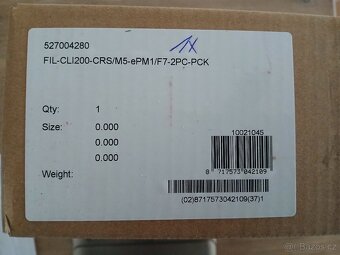 527004280
1X
FIL-CLI200-CRS/M5-ePM1/F7-2PC-PCK
Qty: 1
Size: 0.000
0.000
0.000
10021045
8 717573 042109
Weight:
(02)8717573042109(37)1